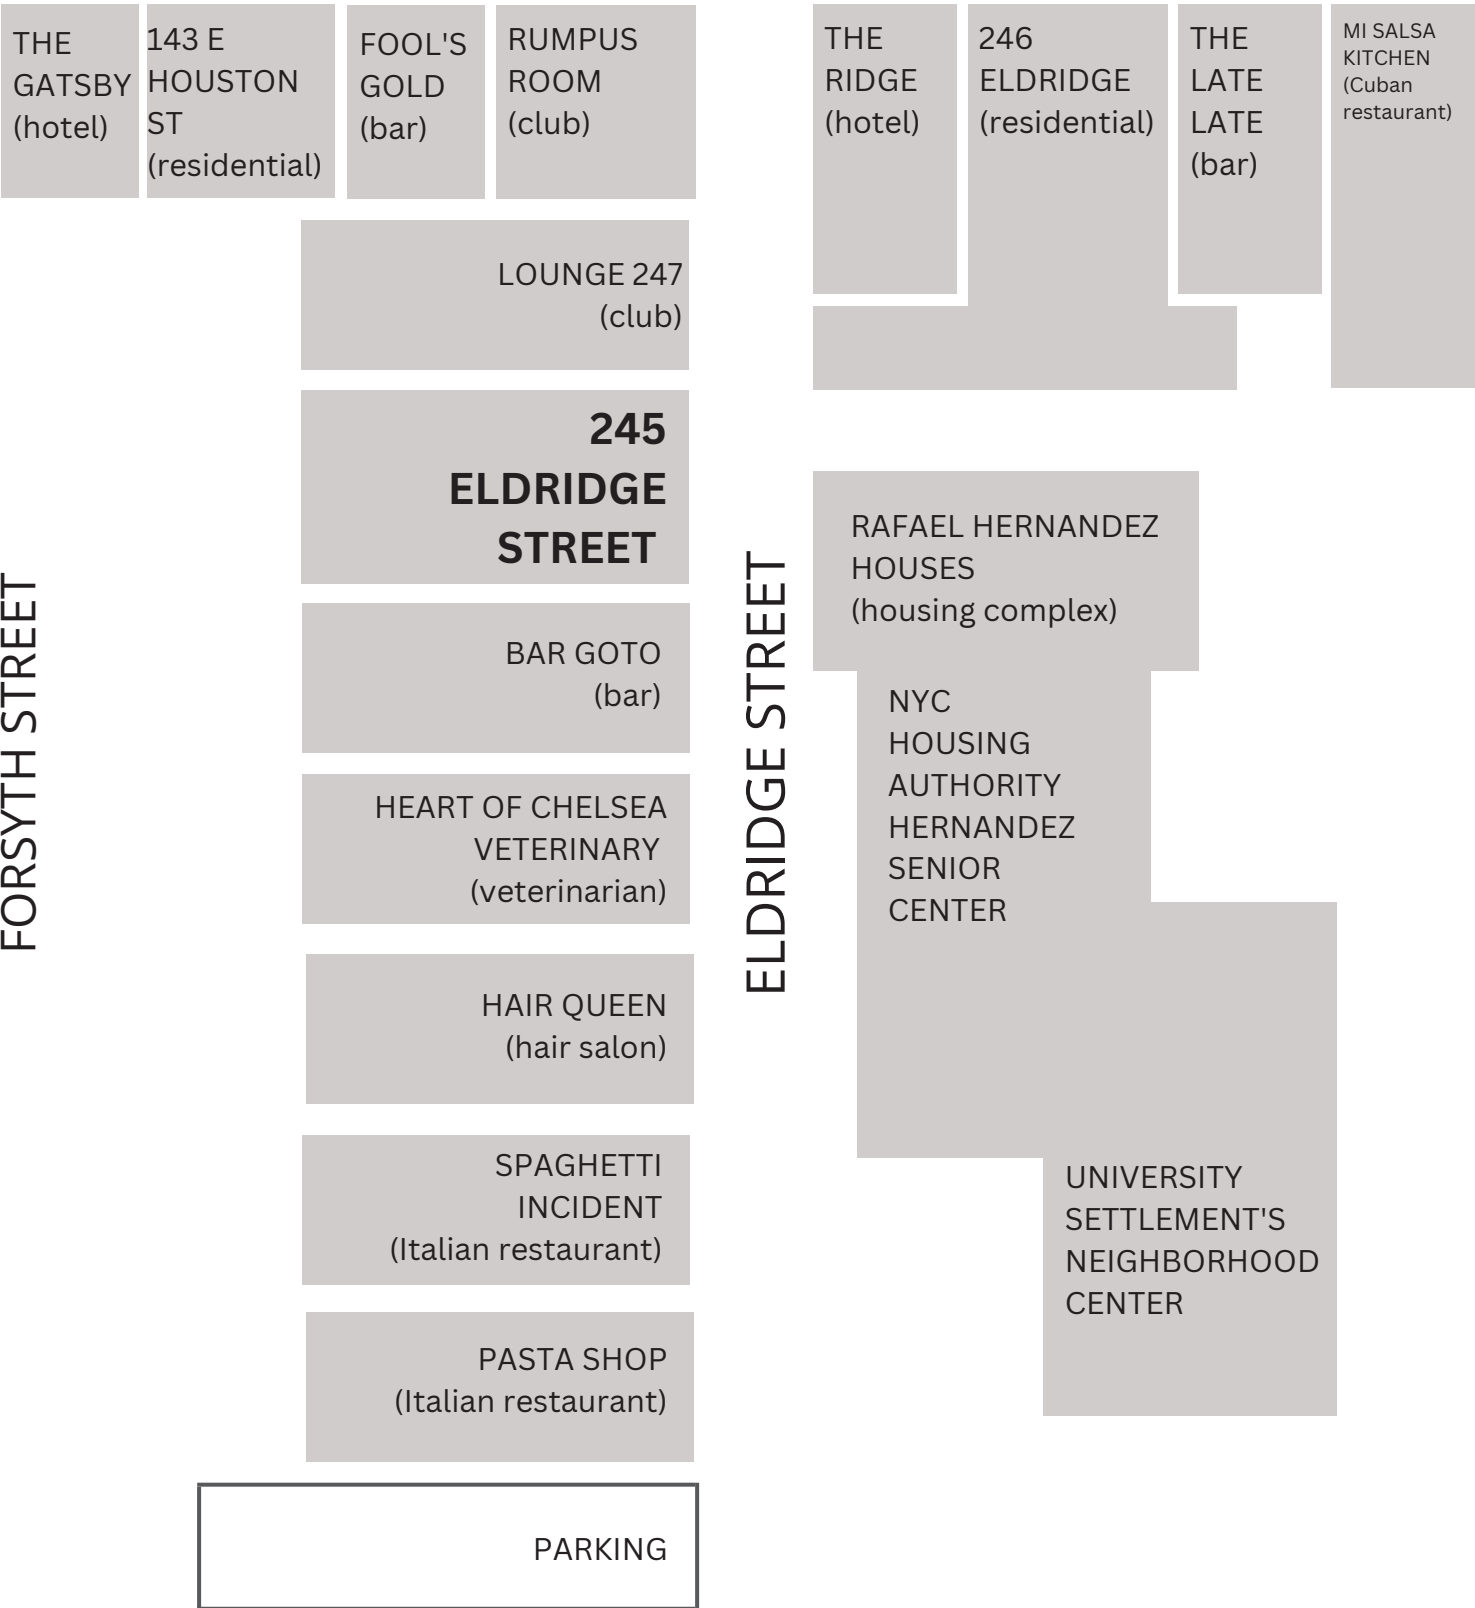 THE
GATSBY
(hotel)
143 E
HOUSTON
ST
(residential)
FOOL'S
GOLD
(bar)
RUMPUS
ROOM
(club)
THE
RIDGE
(hotel)
246
ELDRIDGE
(residential)
THE
LATE
LATE
(bar)
MI SALSA
KITCHEN
(Cuban
restaurant)
LOUNGE 247
(club)
245
ELDRIDGE
STREET
BAR GOTO
(bar)
HEART OF CHELSEA
VETERINARY
(veterinarian)
HAIR QUEEN
(hair salon)
SPAGHETTI
INCIDENT
(Italian restaurant)
PASTA SHOP
(Italian restaurant)
PARKING
FORSYTH STREET
ELDRIDGE STREET
RAFAEL HERNANDEZ
HOUSES
(housing complex)
NYC
HOUSING
AUTHORITY
HERNANDEZ
SENIOR
CENTER
UNIVERSITY
SETTLEMENT'S
NEIGHBORHOOD
CENTER